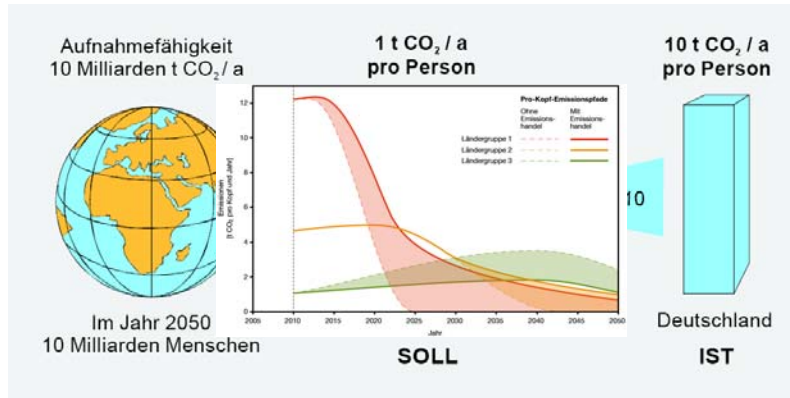 Aufnahmefähigkeit
10 Milliarden t CO₂ / a
1 t CO₂ / a
pro Person
10 t CO₂ / a
pro Person
Pro-Kopf-Emissionspfade
Ohne Emissions-handel
Mit Emissions-handel
Ländergruppe 1
Ländergruppe 2
Ländergruppe 3
Emissionen
[t CO₂ pro Kopf und Jahr]
12
10
8
6
4
2
0
2005 2010 2015 2020 2025 2030 2035 2040 2045 2050
Jahr
10
Im Jahr 2050
10 Milliarden Menschen
SOLL
Deutschland
IST